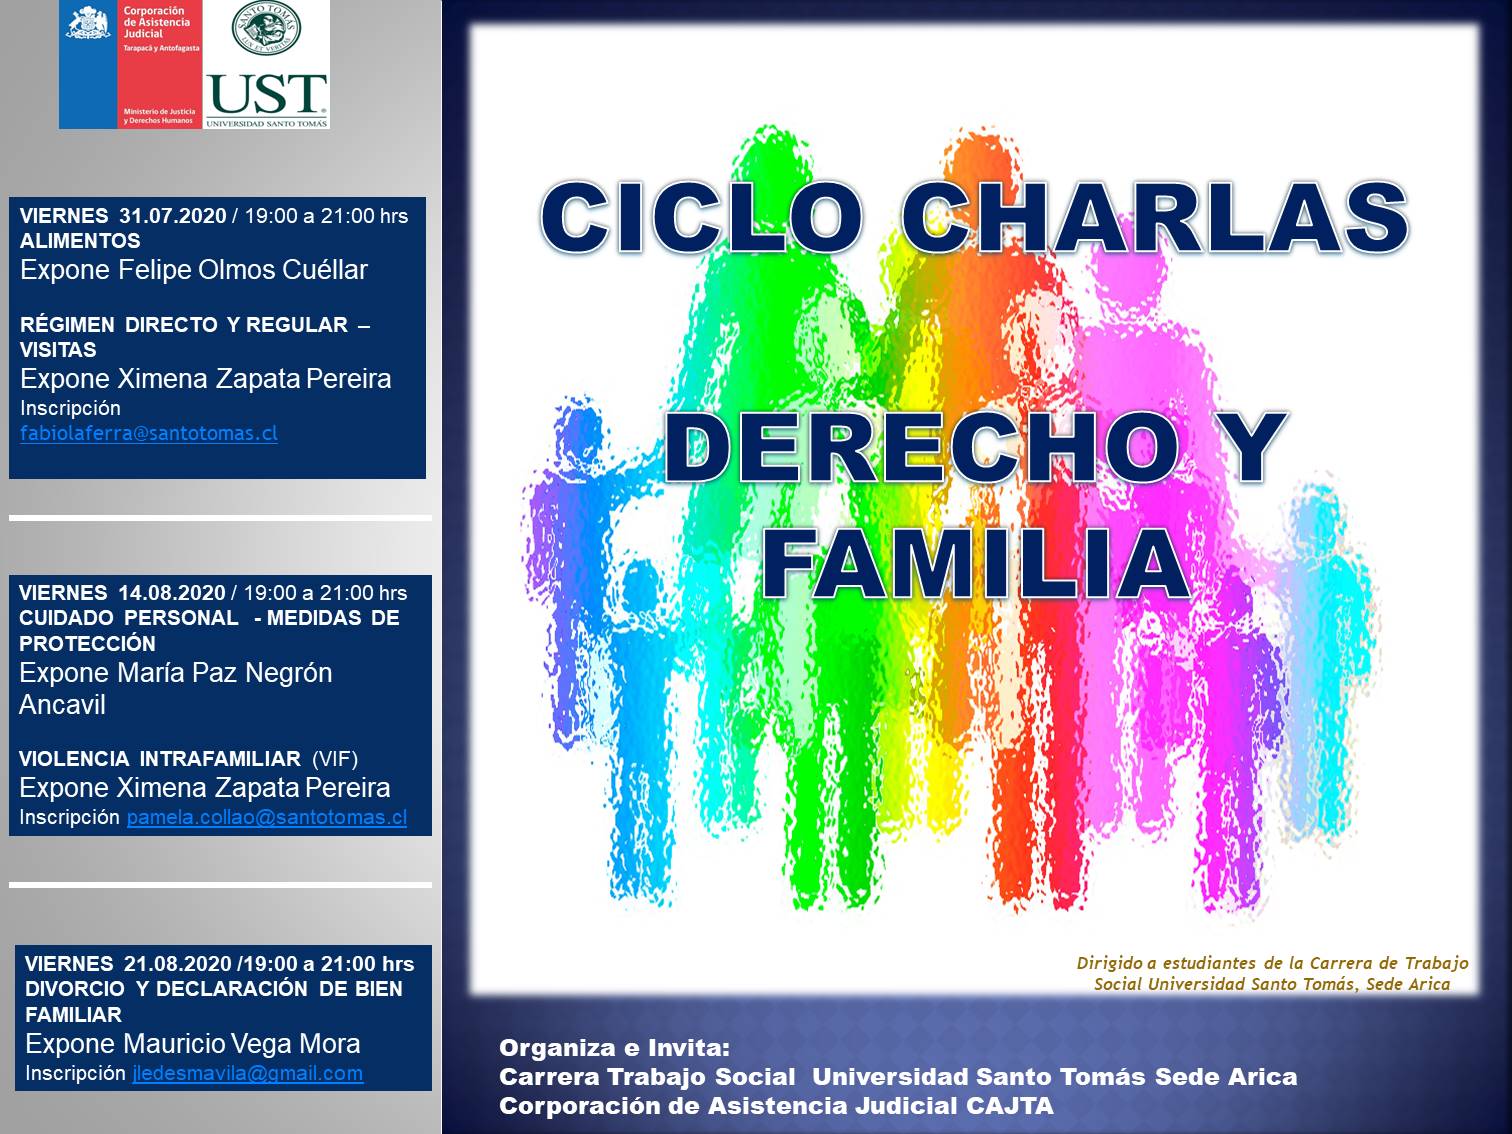 Corporación
de Asistencia
Judicial
Tarapacá y Antofagasta
Ministerio de Justicia
y Derechos Humanos
SANTO TOMAS
UST
UNIVERSIDAD SANTO TOMÁS
VIERNES 31.07.2020 / 19:00 a 21:00 hrs
ALIMENTOS
Expone Felipe Olmos Cuéllar
RÉGIMEN DIRECTO Y REGULAR –
VISITAS
Expone Ximena Zapata Pereira
Inscripción
fabiolaferra@santotomas.cl
VIERNES 14.08.2020 / 19:00 a 21:00 hrs
CUIDADO PERSONAL - MEDIDAS DE
PROTECCIÓN
Expone María Paz Negrón
Ancavil
VIOLENCIA INTRAFAMILIAR (VIF)
Expone Ximena Zapata Pereira
Inscripción pamela.collao@santotomas.cl
VIERNES 21.08.2020 /19:00 a 21:00 hrs
DIVORCIO Y DECLARACIÓN DE BIEN
FAMILIAR
Expone Mauricio Vega Mora
Inscripción jledesmavila@gmail.com
CICLO CHARLAS
DERECHO Y
FAMILIA
Dirigido a estudiantes de la Carrera de Trabajo
Social Universidad Santo Tomás, Sede Arica
Organiza e Invita:
Carrera Trabajo Social Universidad Santo Tomás Sede Arica
Corporación de Asistencia Judicial CAJTA